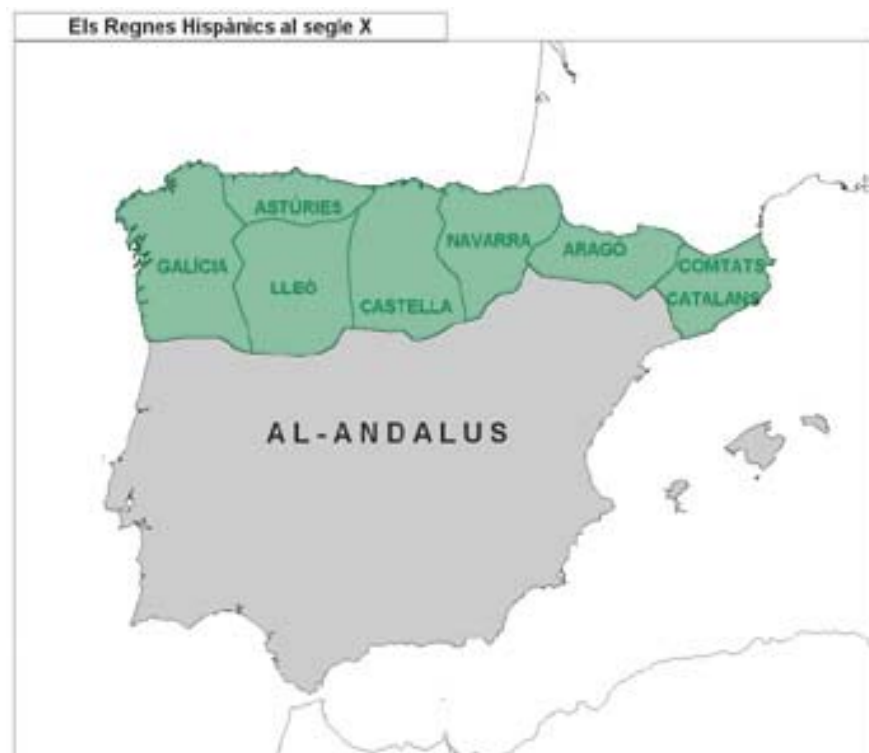 Els Regnes Hispànics al segle X
ASTÚRIES
GALÍCIA
LLEÓ
CASTELLA
NAVARRA
ARAGÓ
COMTATS
CATALANS
AL-ANDALUS